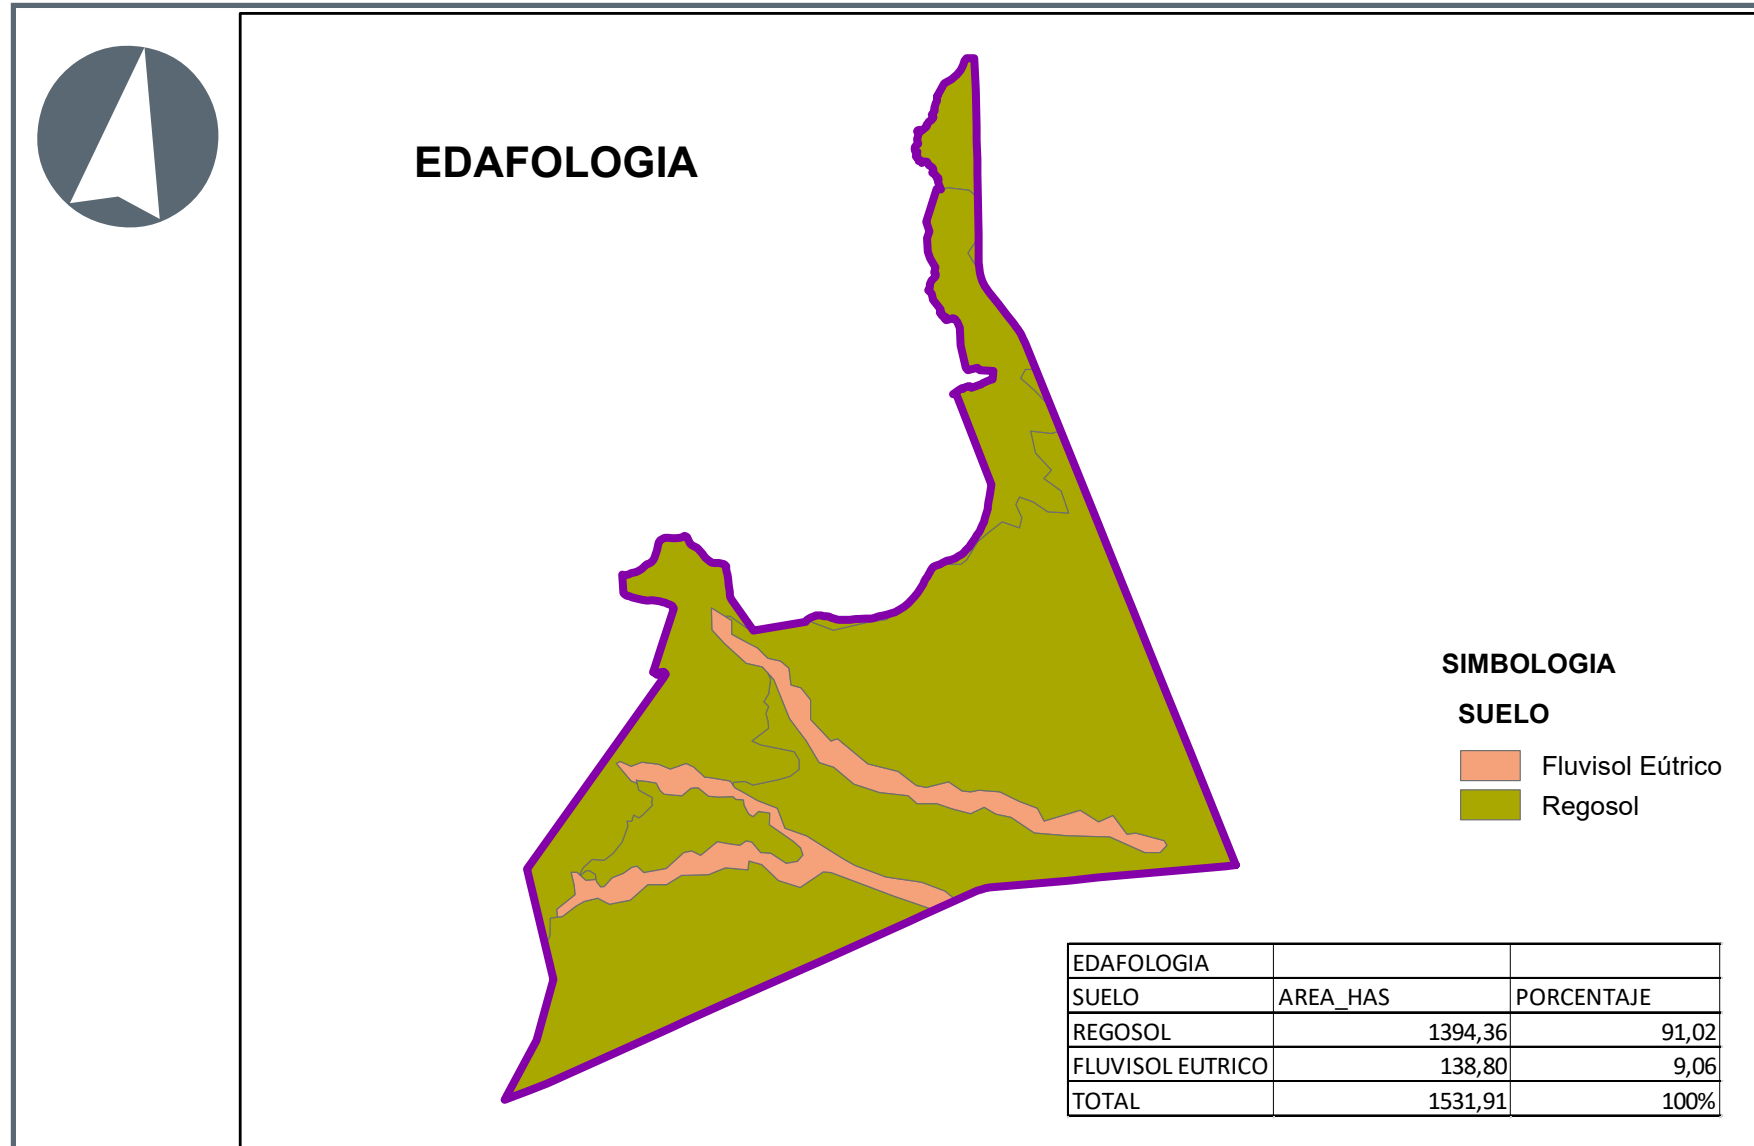 EDAFOLOGIA
SIMBOLOGIA
SUELO
Fluvisol Eútrico
Regosol
EDAFOLOGIA
SUELO AREA_HAS PORCENTAJE
REGOSOL 1394,36 91,02
FLUVISOL EUTRICO 138,80 9,06
TOTAL 1531,91 100%